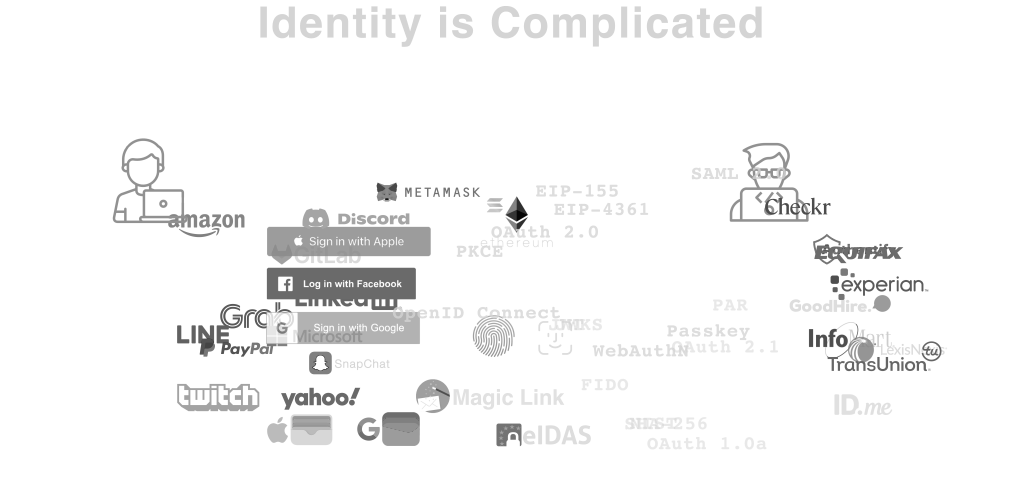 Identity is Complicated
METAMASK
SAML
EIP-155
EIP-4361
Checkr
amazon
Discord
OAuth 2.0
ethereum
Sign in with Apple
PKCE
GitLab
EQUIFAX
Log in with Facebook
experian.
LinkedIn
PAR
GoodHire.
OpenID Connect
Grab
Sign in with Google
JWKS
LINE
Microsoft
Passkey
Info
Mart
PayPal
WebAuthN
OAuth 2.1
LexisNexis
tu
SnapChat
TransUnion.
FIDO
twitch
yahoo!
Magic Link
ID.me
G
eIDAS
OAuth 1.0a